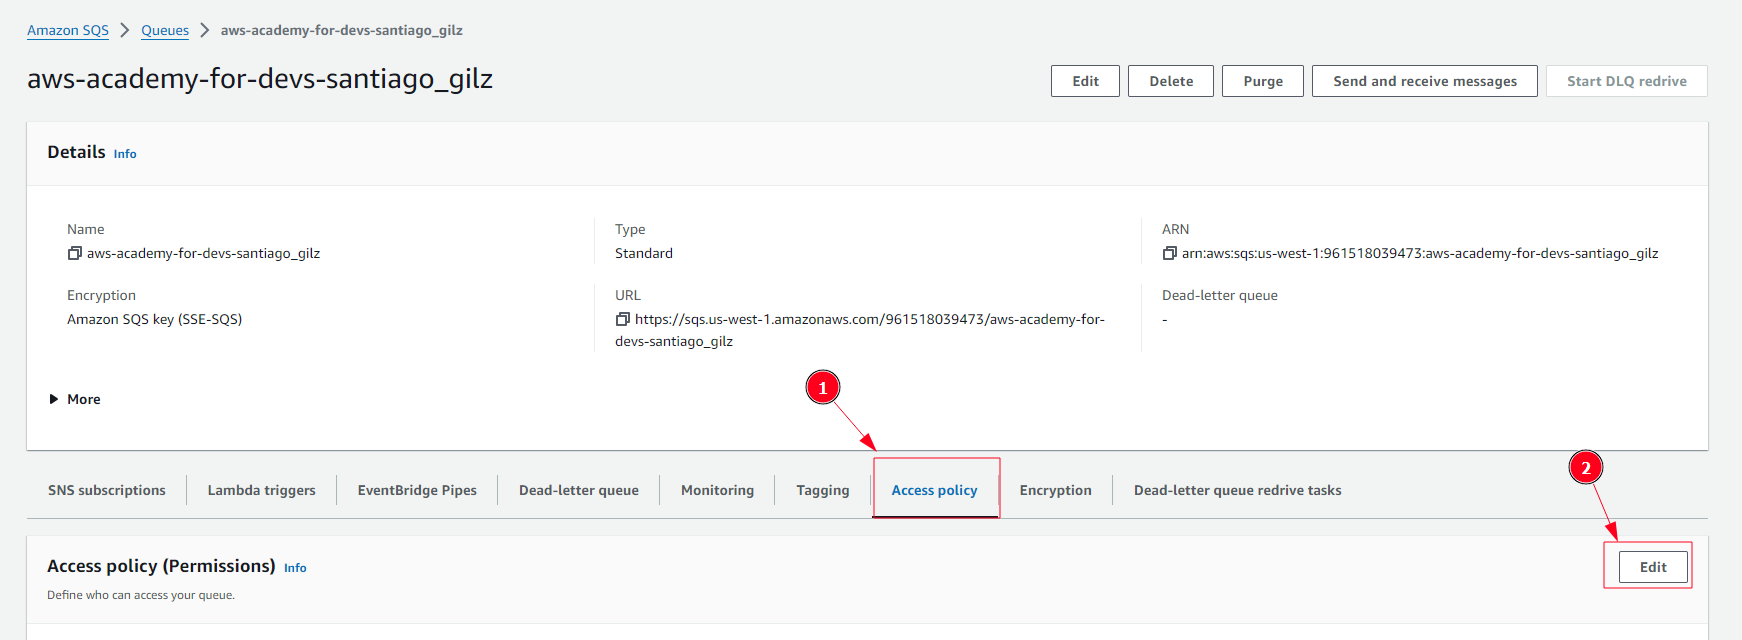 Amazon SQS > Queues > aws-academy-for-devs-santiago_gilz
aws-academy-for-devs-santiago_gilz
Edit Delete Purge Send and receive messages Start DLQ redrive
Details Info
Name Type ARN
aws-academy-for-devs-santiago_gilz Standard arn:aws:sqs:us-west-1:961518039473:aws-academy-for-devs-santiago_gilz
Encryption URL Dead-letter queue
Amazon SQS key (SSE-SQS) https://sqs.us-west-1.amazonaws.com/961518039473/aws-academy-for- -
devs-santiago_gilz
1
More
2
SNS subscriptions Lambda triggers EventBridge Pipes Dead-letter queue Monitoring Tagging Access policy Encryption Dead-letter queue redrive tasks
Access policy (Permissions) Info Edit
Define who can access your queue.